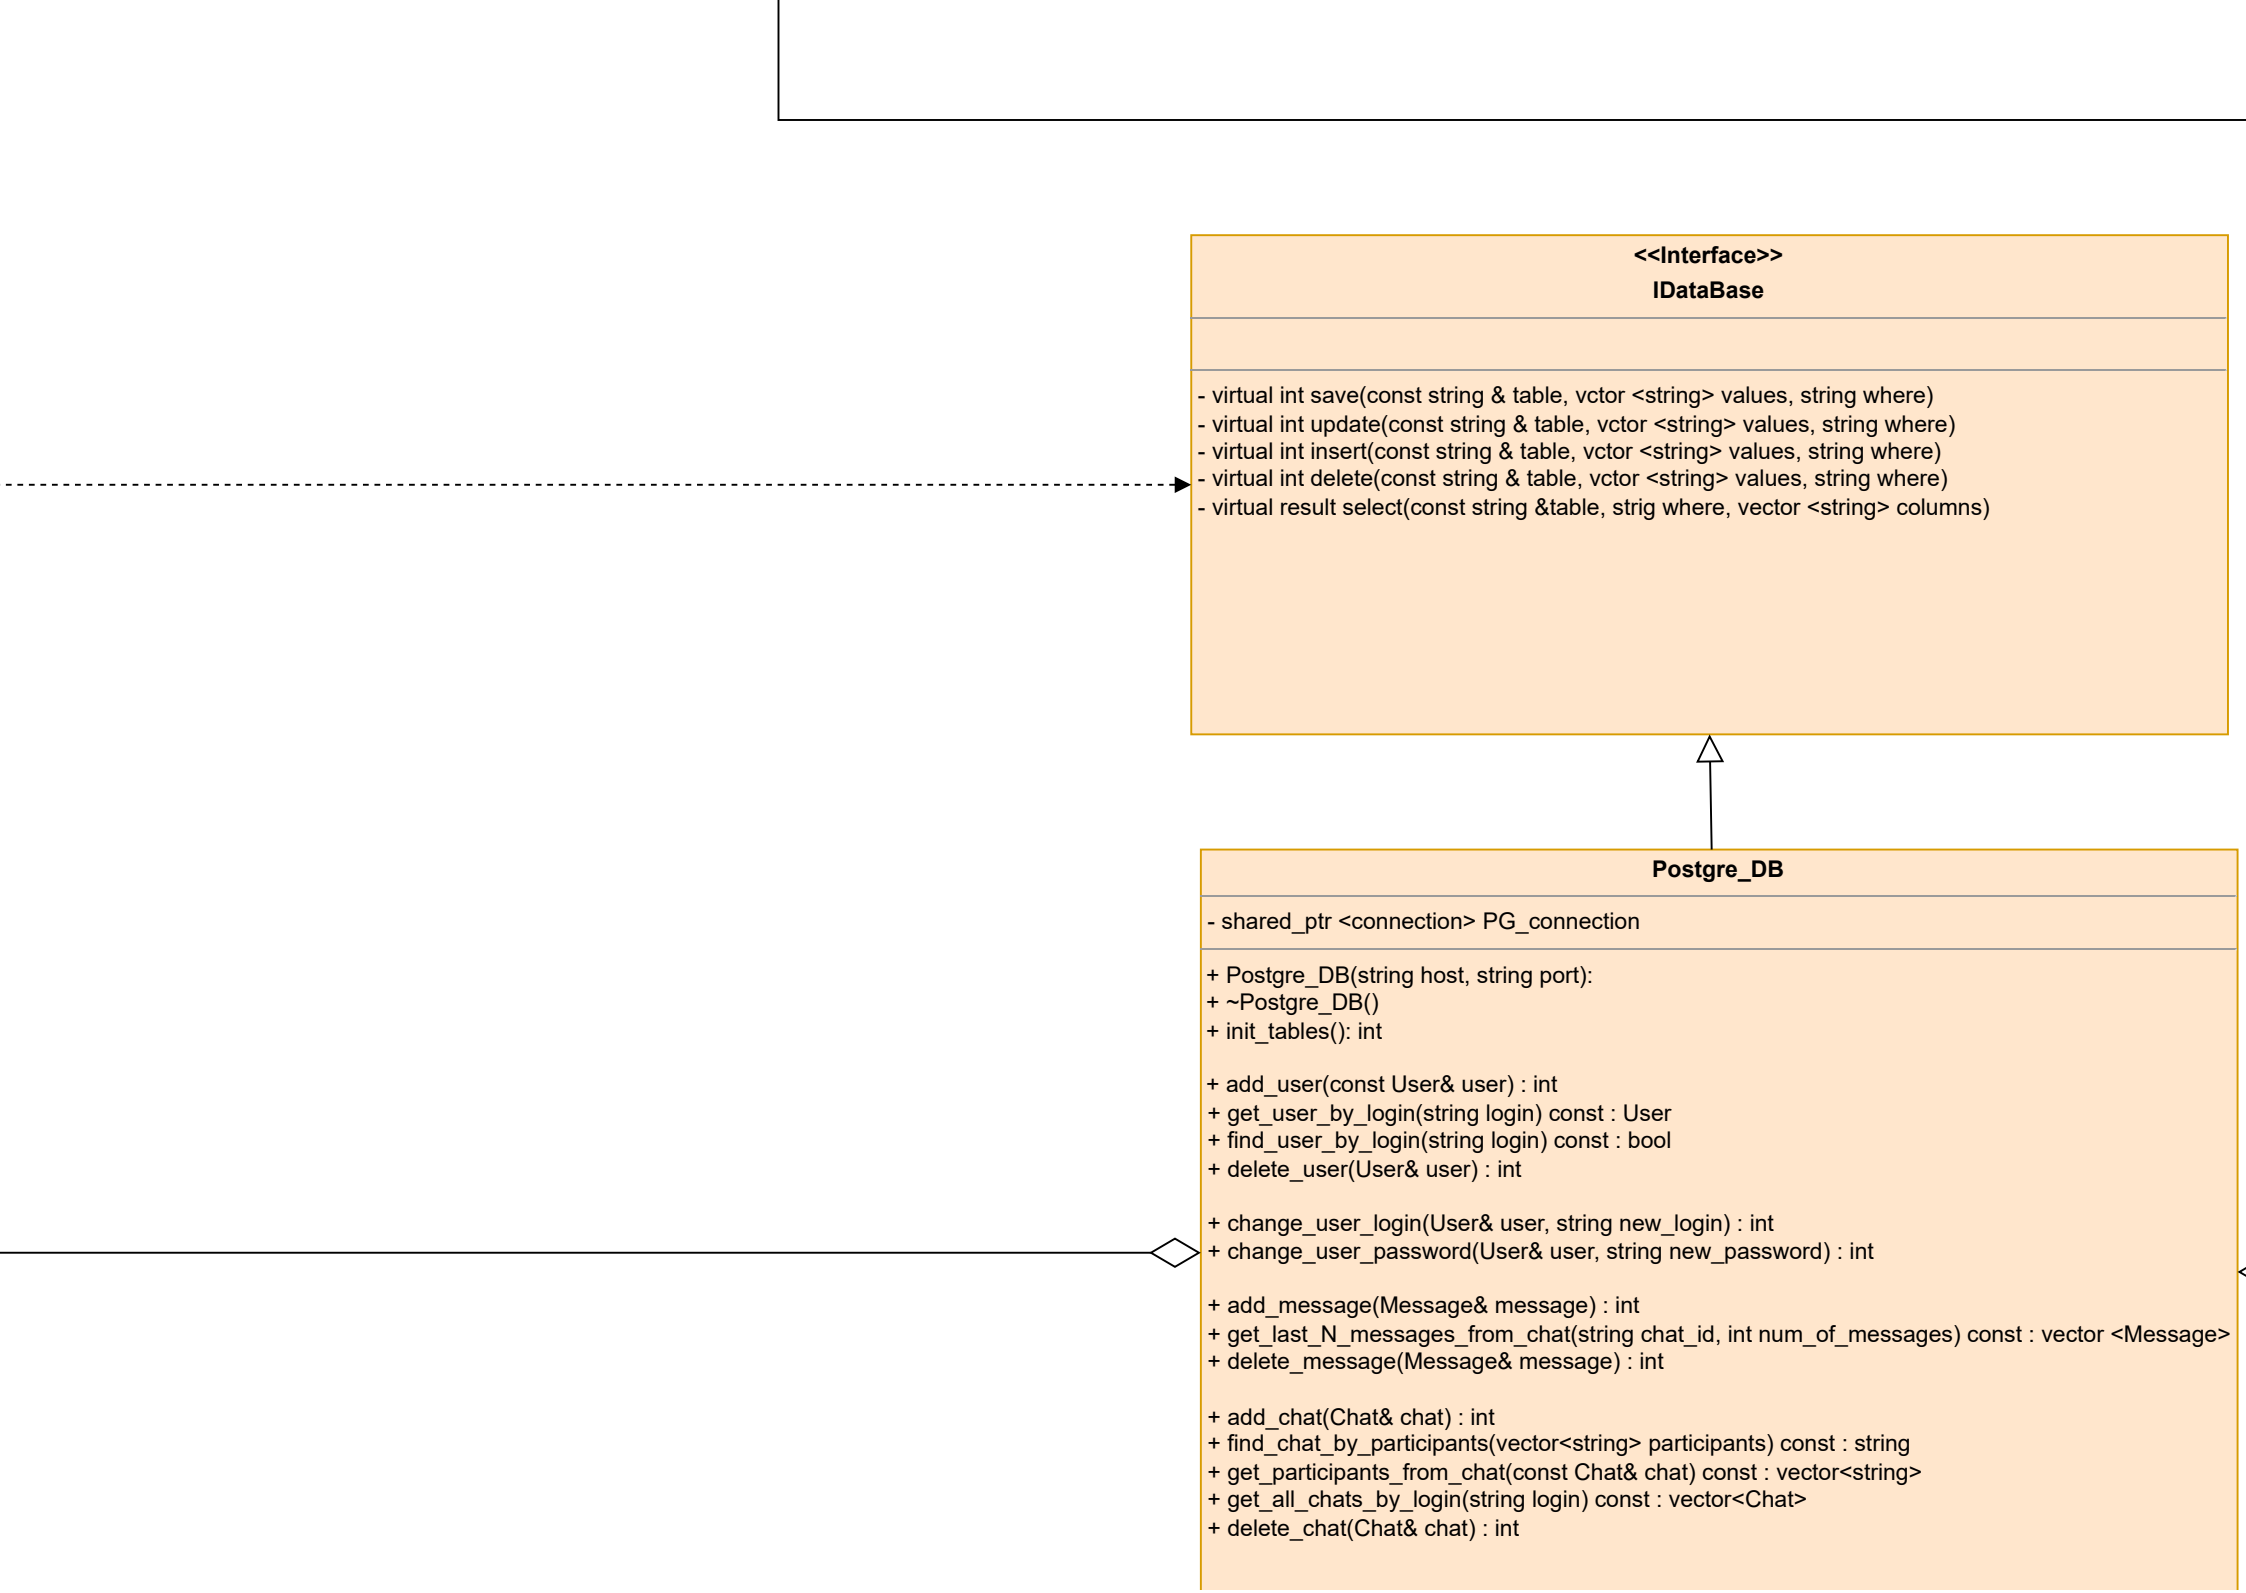 <<Interface>>
IDataBase
- virtual int save(const string & table, vctor <string> values, string where)
- virtual int update(const string & table, vctor <string> values, string where)
- virtual int insert(const string & table, vctor <string> values, string where)
- virtual int delete(const string & table, vctor <string> values, string where)
- virtual result select(const string &table, strig where, vector <string> columns)
Postgre_DB
- shared_ptr <connection> PG_connection
+ Postgre_DB(string host, string port):
+ ~Postgre_DB()
+ init_tables(): int
+ add_user(const User& user) : int
+ get_user_by_login(string login) const : User
+ find_user_by_login(string login) const : bool
+ delete_user(User& user) : int
+ change_user_login(User& user, string new_login) : int
+ change_user_password(User& user, string new_password) : int
+ add_message(Message& message) : int
+ get_last_N_messages_from_chat(string chat_id, int num_of_messages) const : vector <Message>
+ delete_message(Message& message) : int
+ add_chat(Chat& chat) : int
+ find_chat_by_participants(vector<string> participants) const : string
+ get_participants_from_chat(const Chat& chat) const : vector<string>
+ get_all_chats_by_login(string login) const : vector<Chat>
+ delete_chat(Chat& chat) : int